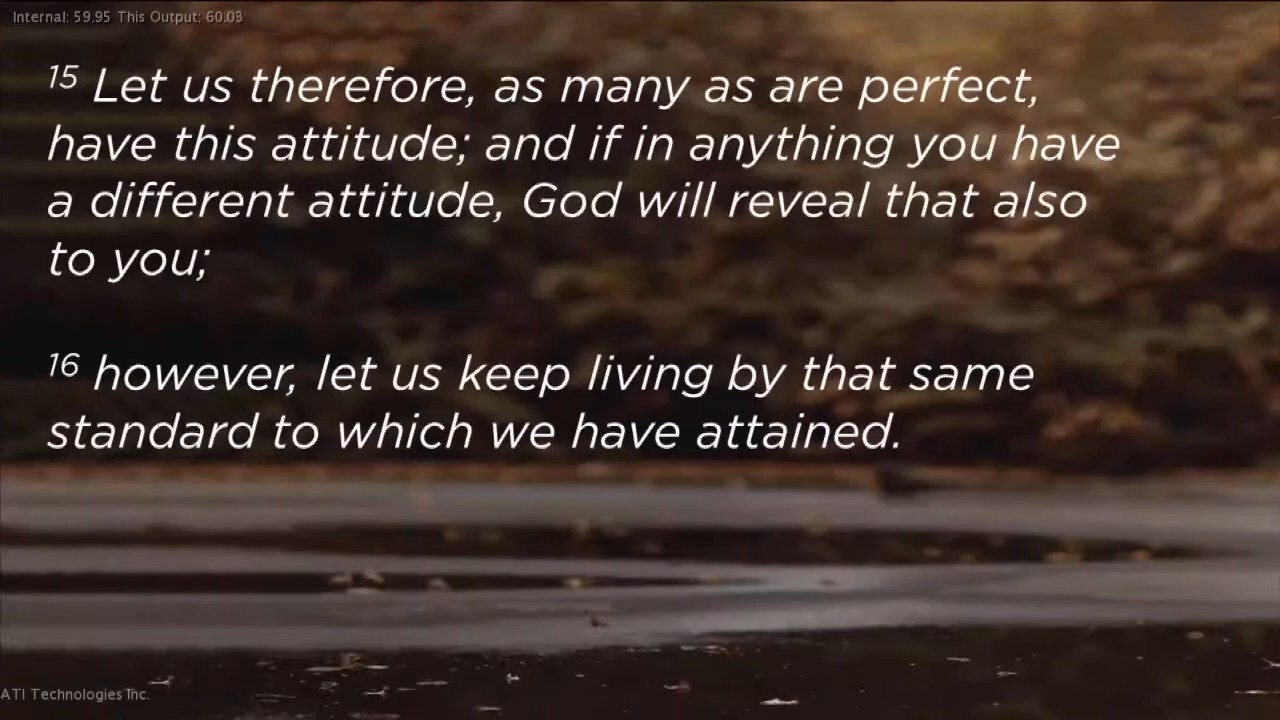 Internal: 59.95 This Output: 60.03
15 Let us therefore, as many as are perfect,
have this attitude; and if in anything you have
a different attitude, God will reveal that also
to you;
16 however, let us keep living by that same
standard to which we have attained.
ATI Technologies Inc.